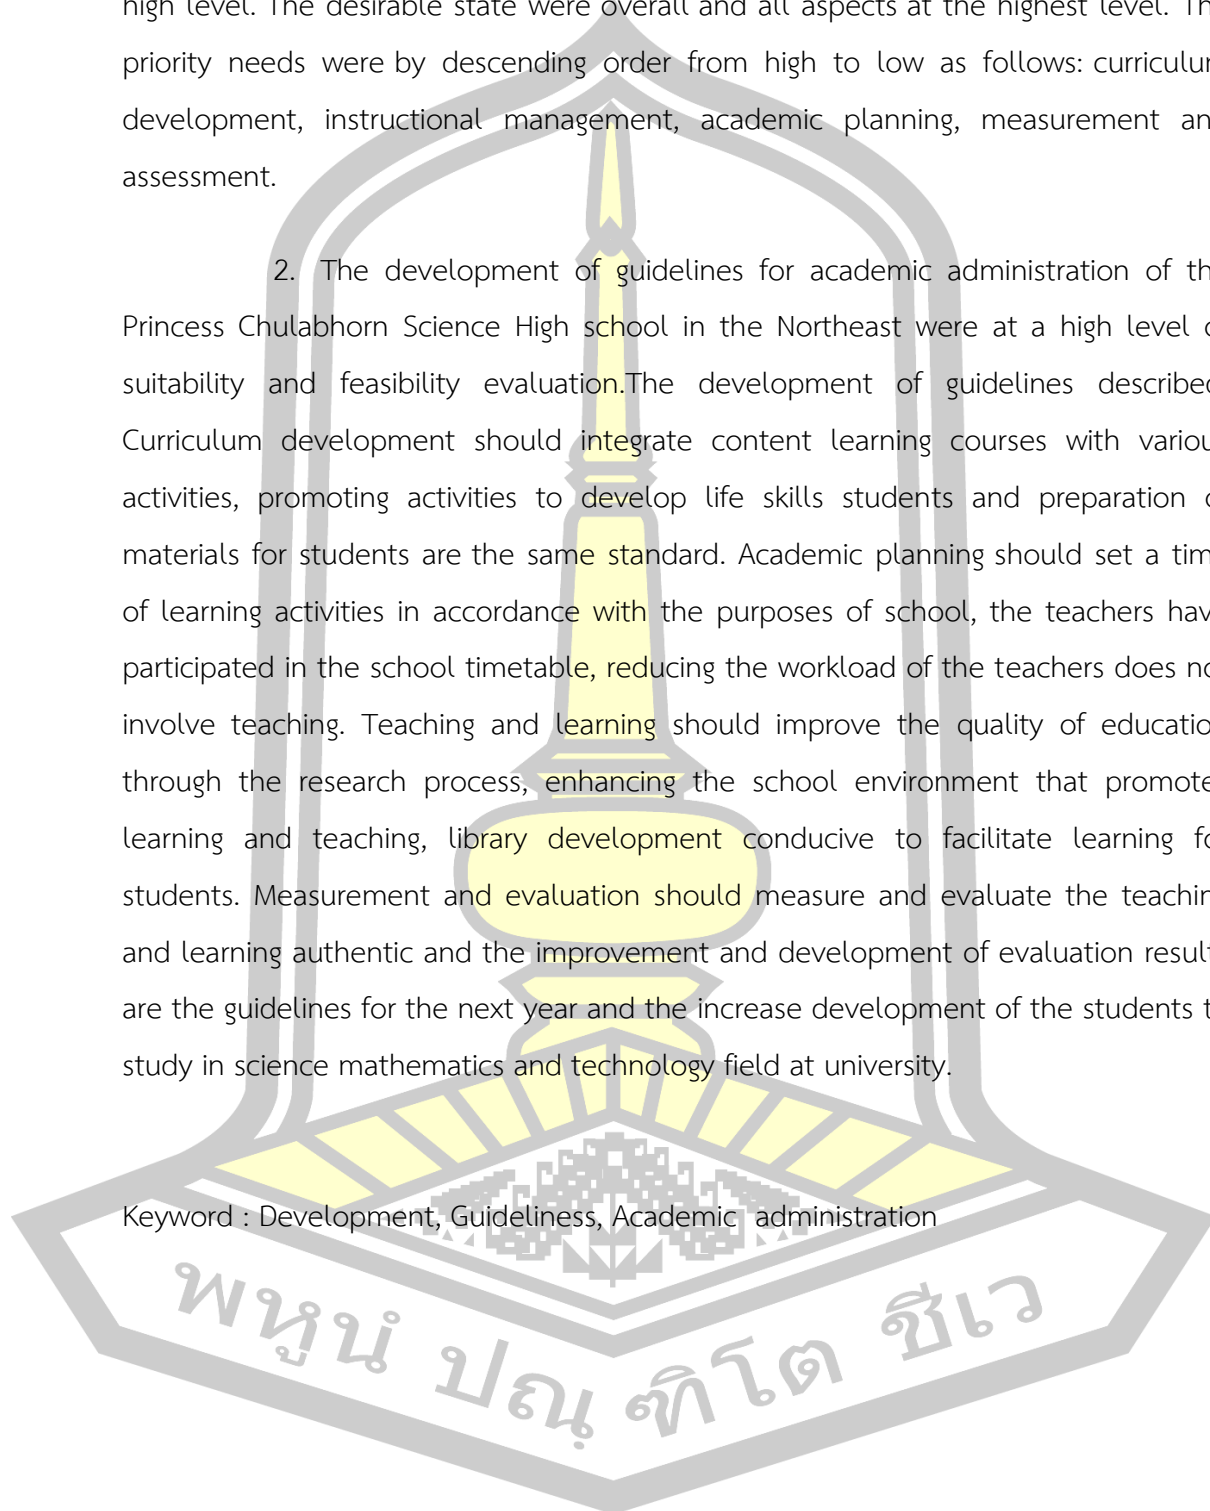 high level. The desirable state were overall and all aspects at the highest level. Th
priority needs were by descending order from high to low as follows: curriculur
development, instructional management, academic planning, measurement an
assessment.
2. The development of guidelines for academic administration of th
Princess Chulabhorn Science High school in the Northeast were at a high level o
suitability and feasibility evaluation.The development of guidelines described
Curriculum development should integrate content learning courses with variou
activities, promoting activities to develop life skills students and preparation o
materials for students are the same standard. Academic planning should set a tim
of learning activities in accordance with the purposes of school, the teachers hav
participated in the school timetable, reducing the workload of the teachers does no
involve teaching. Teaching and learning should improve the quality of educatio
through the research process, enhancing the school environment that promote
learning and teaching, library development conducive to facilitate learning fo
students. Measurement and evaluation should measure and evaluate the teachin
and learning authentic and the improvement and development of evaluation result
are the guidelines for the next year and the increase development of the students t
study in science mathematics and technology field at university.
Keyword : Development, Guideliness, Academic administration
พหูนํ ปณฺฑิโต ชีเว